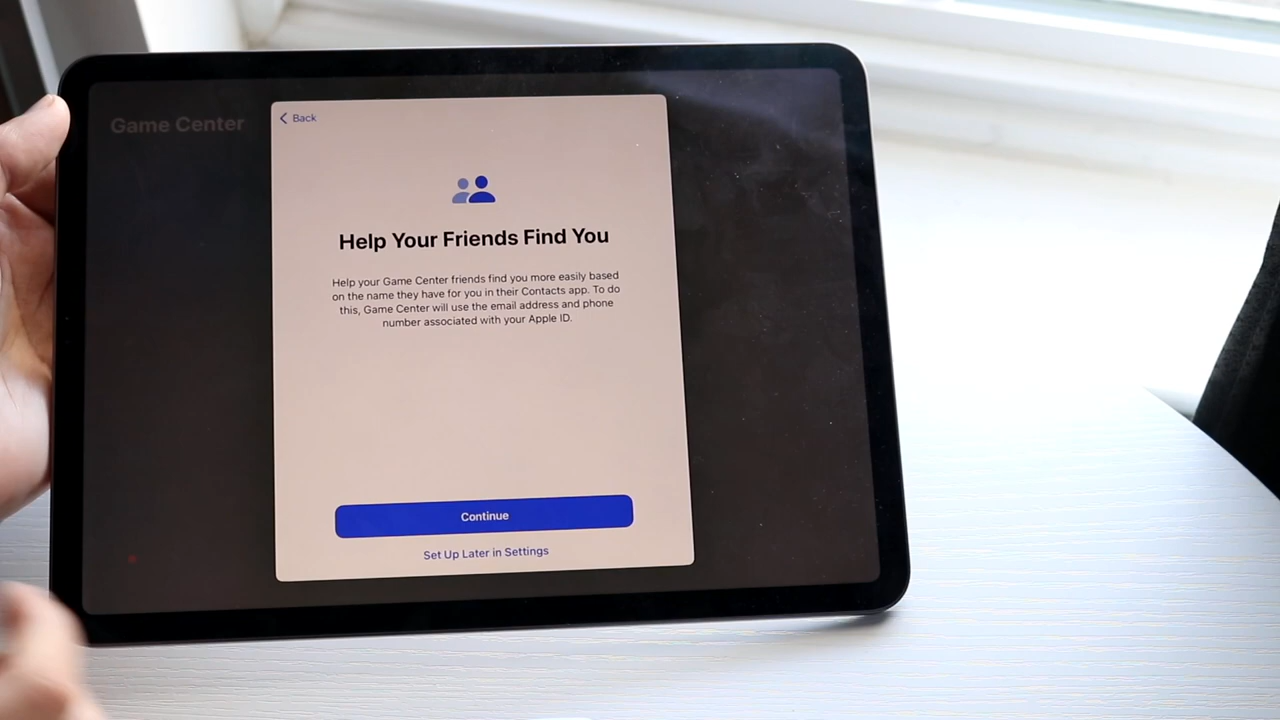 Game Center
Back
Help Your Friends Find You
Help your Game Center friends find you more easily based
on the name they have for you in their Contacts app. To do
this, Game Center will use the email address and phone
number associated with your Apple ID.
Continue
Set Up Later in Settings